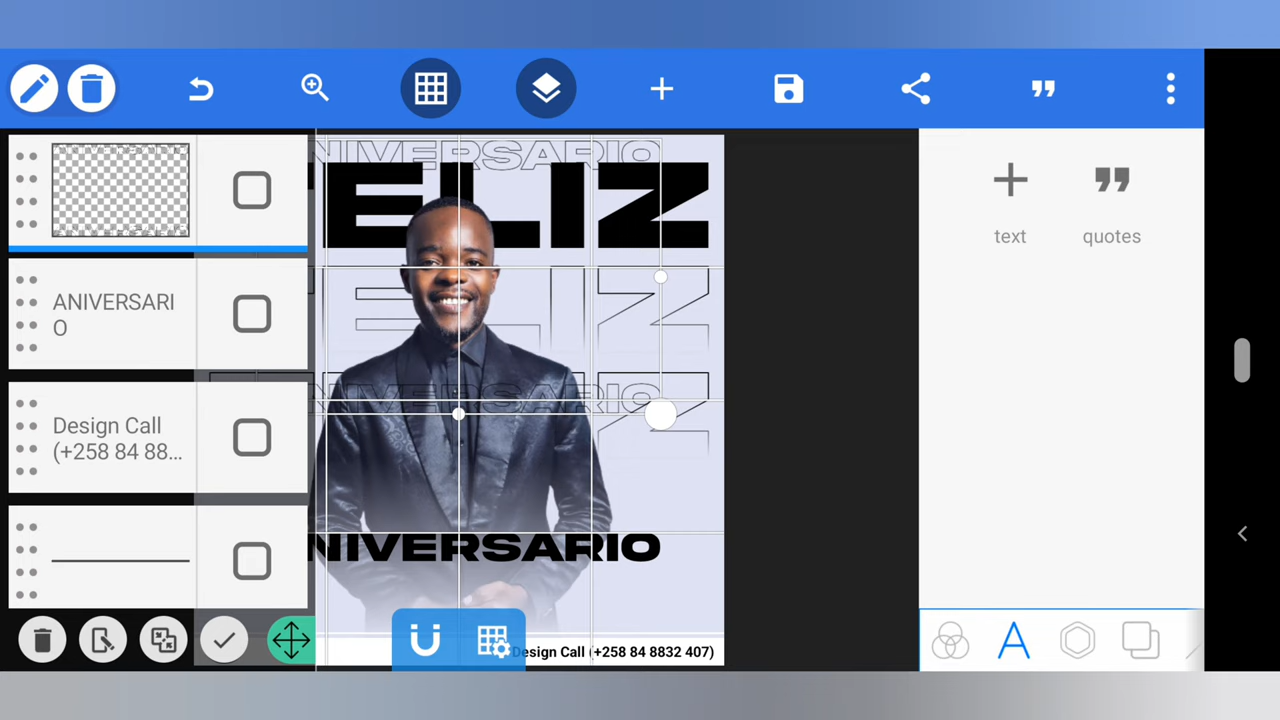 NIVERSARIO
ELIZ
text
quotes
ANIVERSARI
O
ELIZ
NIVERSARIO
Design Call
(+258 84 88...
NIVERSARIO
Design Call (+258 84 8832 407)